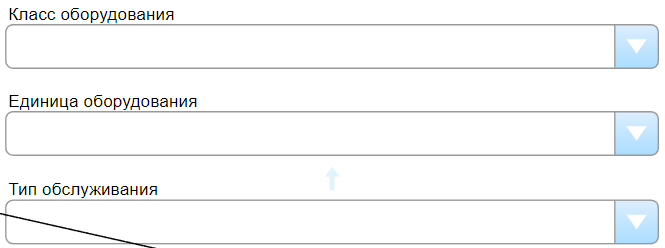 Класс оборудования
Единица оборудования
Тип обслуживания